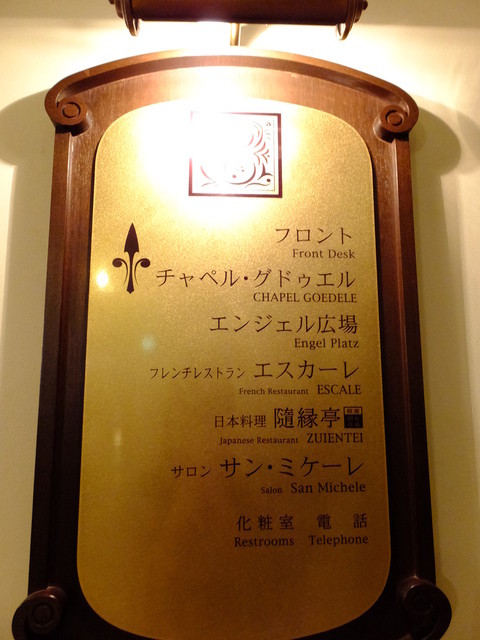 フロント
Front Desk
チャペル・グドゥエル
CHAPEL GOEDELE
エンジェル広場
Engel Platz
フレンチレストラン エスカーレ
French Restaurant ESCALE
日本料理 隨縁亭
Japanese Restaurant ZUIENTEI
サロン サン・ミケーレ
Salon San Michele
化粧室 電話
Restrooms Telephone